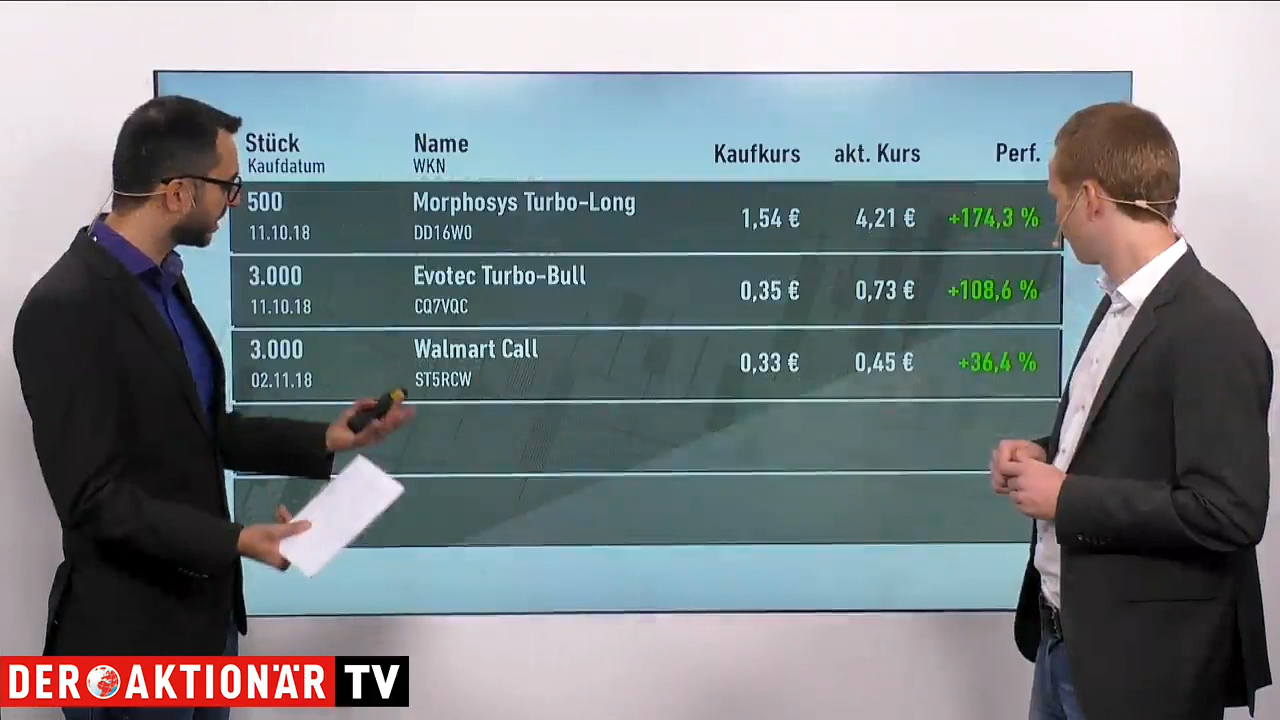 Stück Name Kaufkurs akt. Kurs Perf.
Kaufdatum WKN
500 Morphosys Turbo-Long 1,54 € 4,21 € +174,3 %
11.10.18 DD16W0
3.000 Evotec Turbo-Bull 0,35 € 0,73 € +108,6 %
11.10.18 CQ7VQC
3.000 Walmart Call 0,33 € 0,45 € +36,4 %
02.11.18 ST5RCW
DER AKTIONÄR TV